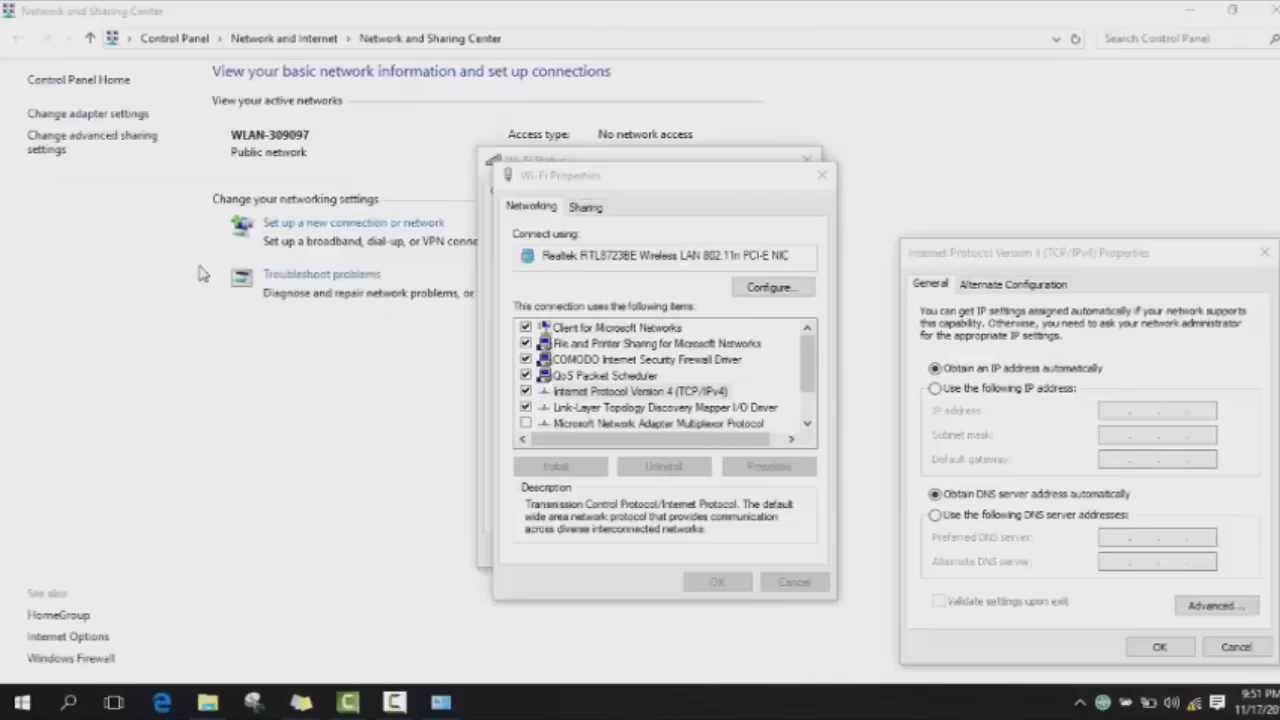 Network and Sharing Center
Control Panel > Network and Internet > Network and Sharing Center
Search Control Panel
Control Panel Home
Change adapter settings
Change advanced sharing
settings
View your basic network information and set up connections
View your active networks
WLAN-309097
Public network
Access type: No network access
Change your networking settings
Set up a new connection or network
Set up a broadband, dial-up, or VPN conne
Troubleshoot problems
Diagnose and repair network problems, or
See also
HomeGroup
Internet Options
Windows Firewall
Wi-Fi Status
Wi-Fi Properties
Networking Sharing
Connect using:
Realtek RTL8723BE Wireless LAN 802.11n PCI-E NIC
Configure...
This connection uses the following items:
Client for Microsoft Networks
File and Printer Sharing for Microsoft Networks
COMODO Internet Security Firewall Driver
QoS Packet Scheduler
Internet Protocol Version 4 (TCP/IPv4)
Link-Layer Topology Discovery Mapper I/O Driver
Microsoft Network Adapter Multiplexor Protocol
Install... Uninstall Properties
Description
Transmission Control Protocol/Internet Protocol. The default
wide area network protocol that provides communication
across diverse interconnected networks.
OK Cancel
Internet Protocol Version 4 (TCP/IPv4) Properties
General Alternate Configuration
You can get IP settings assigned automatically if your network supports
this capability. Otherwise, you need to ask your network administrator
for the appropriate IP settings.
Obtain an IP address automatically
Use the following IP address:
IP address:
Subnet mask:
Default gateway:
Obtain DNS server address automatically
Use the following DNS server addresses:
Preferred DNS server:
Alternate DNS server:
Validate settings upon exit
Advanced...
OK Cancel
9:51 PM
11/17/20